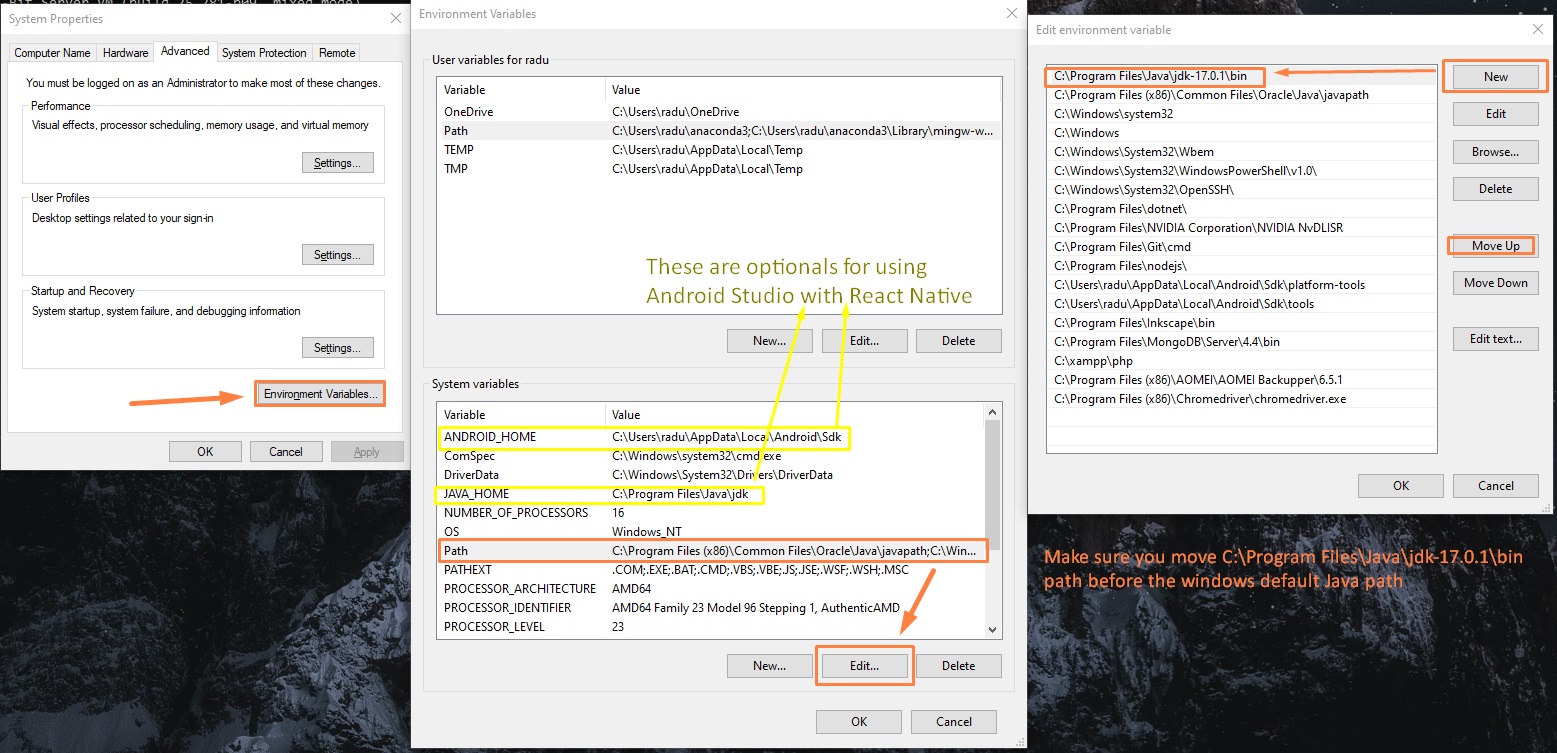 System Properties
Computer Name Hardware Advanced System Protection Remote
You must be logged on as an Administrator to make most of these changes.
Performance
Visual effects, processor scheduling, memory usage, and virtual memory
Settings...
User Profiles
Desktop settings related to your sign-in
Settings...
Startup and Recovery
System startup, system failure, and debugging information
Settings...
Environment Variables...
OK Cancel Apply
Environment Variables
User variables for radu
Variable Value
OneDrive C:\Users\radu\OneDrive
Path C:\Users\radu\anaconda3;C:\Users\radu\anaconda3\Library\mingw-w...
TEMP C:\Users\radu\AppData\Local\Temp
TMP C:\Users\radu\AppData\Local\Temp
These are optionals for using
Android Studio with React Native
New... Edit... Delete
System variables
Variable Value
ANDROID_HOME C:\Users\radu\AppData\Local\Android\Sdk
ComSpec C:\Windows\system32\cmd.exe
DriverData C:\Windows\System32\Drivers\DriverData
JAVA_HOME C:\Program Files\Java\jdk
NUMBER_OF_PROCESSORS 16
OS Windows_NT
Path C:\Program Files (x86)\Common Files\Oracle\Java\javapath;C:\Win...
PATHEXT .COM;.EXE;.BAT;.CMD;.VBS;.VBE;.JS;.JSE;.WSF;.WSH;.MSC
PROCESSOR_ARCHITECTURE AMD64
PROCESSOR_IDENTIFIER AMD64 Family 23 Model 96 Stepping 1, AuthenticAMD
PROCESSOR_LEVEL 23
New... Edit... Delete
OK Cancel
Edit environment variable
C:\Program Files\Java\jdk-17.0.1\bin
C:\Program Files (x86)\Common Files\Oracle\Java\javapath
C:\Windows\system32
C:\Windows
C:\Windows\System32\Wbem
C:\Windows\System32\WindowsPowerShell\v1.0\
C:\Windows\System32\OpenSSH\
C:\Program Files\dotnet\
C:\Program Files\NVIDIA Corporation\NVIDIA NvDLISR
C:\Program Files\Git\cmd
C:\Program Files\nodejs\
C:\Users\radu\AppData\Local\Android\Sdk\platform-tools
C:\Users\radu\AppData\Local\Android\Sdk\tools
C:\Program Files\Inkscape\bin
C:\Program Files\MongoDB\Server\4.4\bin
C:\xampp\php
C:\Program Files (x86)\AOMEI\AOMEI Backupper\6.5.1
C:\Program Files (x86)\Chromedriver\chromedriver.exe
New
Edit
Browse...
Delete
Move Up
Move Down
Edit text...
OK Cancel
Make sure you move C:\Program Files\Java\jdk-17.0.1\bin
path before the windows default Java path